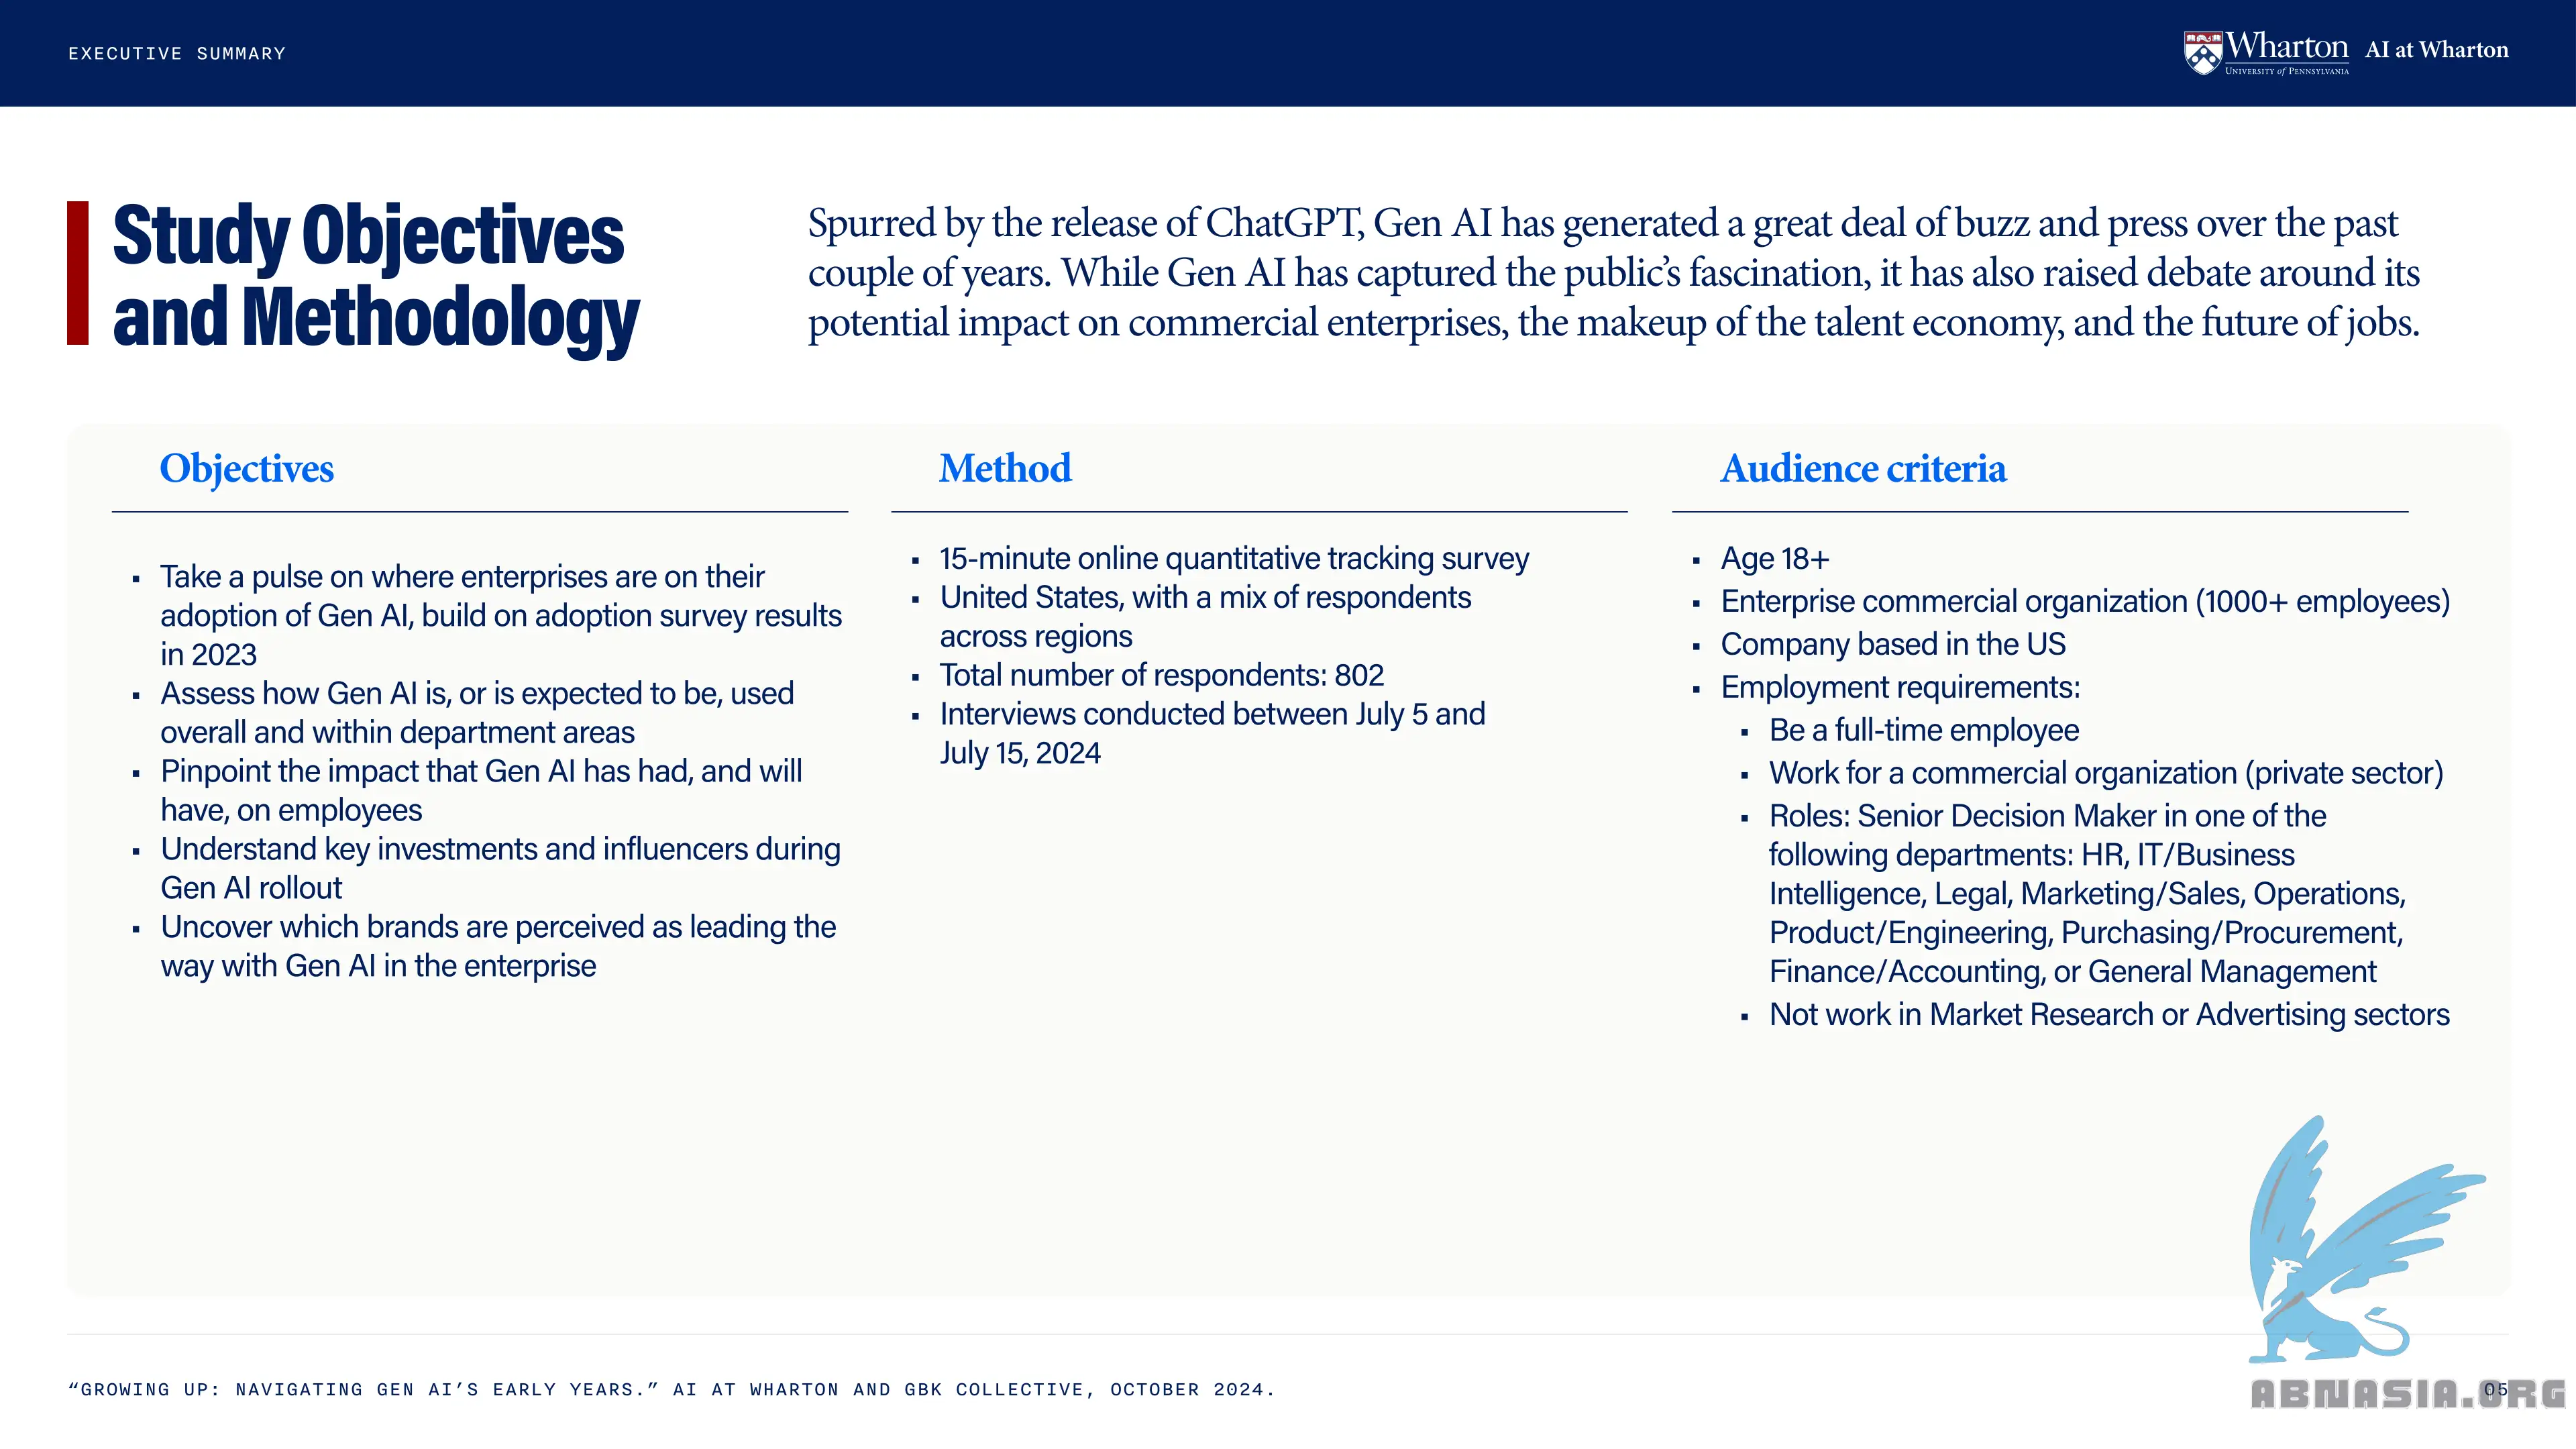 EXECUTIVE SUMMARY
Wharton
UNIVERSITY of PENNSYLVANIA
AI at Wharton
Study Objectives
and Methodology
Spurred by the release of ChatGPT, Gen AI has generated a great deal of buzz and press over the past
couple of years. While Gen AI has captured the public’s fascination, it has also raised debate around its
potential impact on commercial enterprises, the makeup of the talent economy, and the future of jobs.
Objectives
▪ Take a pulse on where enterprises are on their
adoption of Gen AI, build on adoption survey results
in 2023
▪ Assess how Gen AI is, or is expected to be, used
overall and within department areas
▪ Pinpoint the impact that Gen AI has had, and will
have, on employees
▪ Understand key investments and influencers during
Gen AI rollout
▪ Uncover which brands are perceived as leading the
way with Gen AI in the enterprise
Method
▪ 15-minute online quantitative tracking survey
▪ United States, with a mix of respondents
across regions
▪ Total number of respondents: 802
▪ Interviews conducted between July 5 and
July 15, 2024
Audience criteria
▪ Age 18+
▪ Enterprise commercial organization (1000+ employees)
▪ Company based in the US
▪ Employment requirements:
▪ Be a full-time employee
▪ Work for a commercial organization (private sector)
▪ Roles: Senior Decision Maker in one of the
following departments: HR, IT/Business
Intelligence, Legal, Marketing/Sales, Operations,
Product/Engineering, Purchasing/Procurement,
Finance/Accounting, or General Management
▪ Not work in Market Research or Advertising sectors
“GROWING UP: NAVIGATING GEN AI’S EARLY YEARS.” AI AT WHARTON AND GBK COLLECTIVE, OCTOBER 2024.
05
ABNASIA.ORG